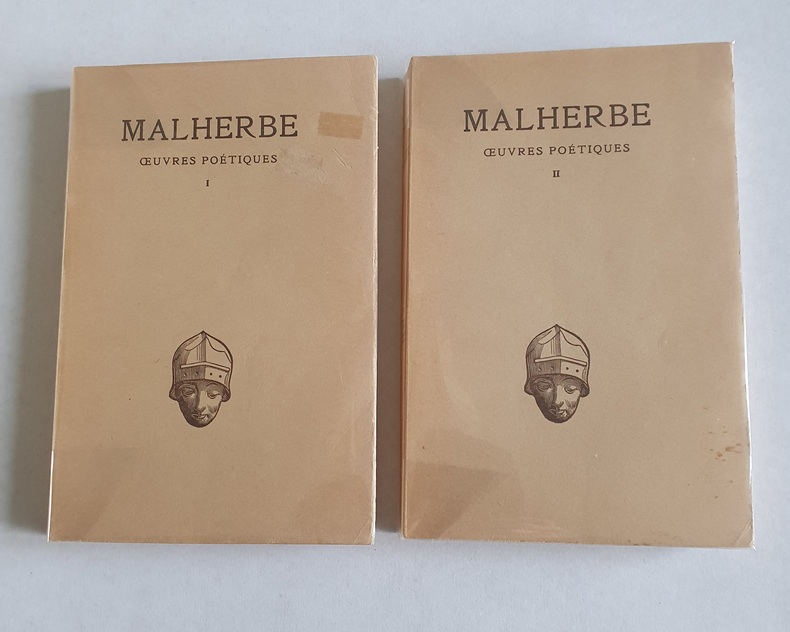 MALHERBE
ŒUVRES POÉTIQUES
I
MALHERBE
ŒUVRES POÉTIQUES
II